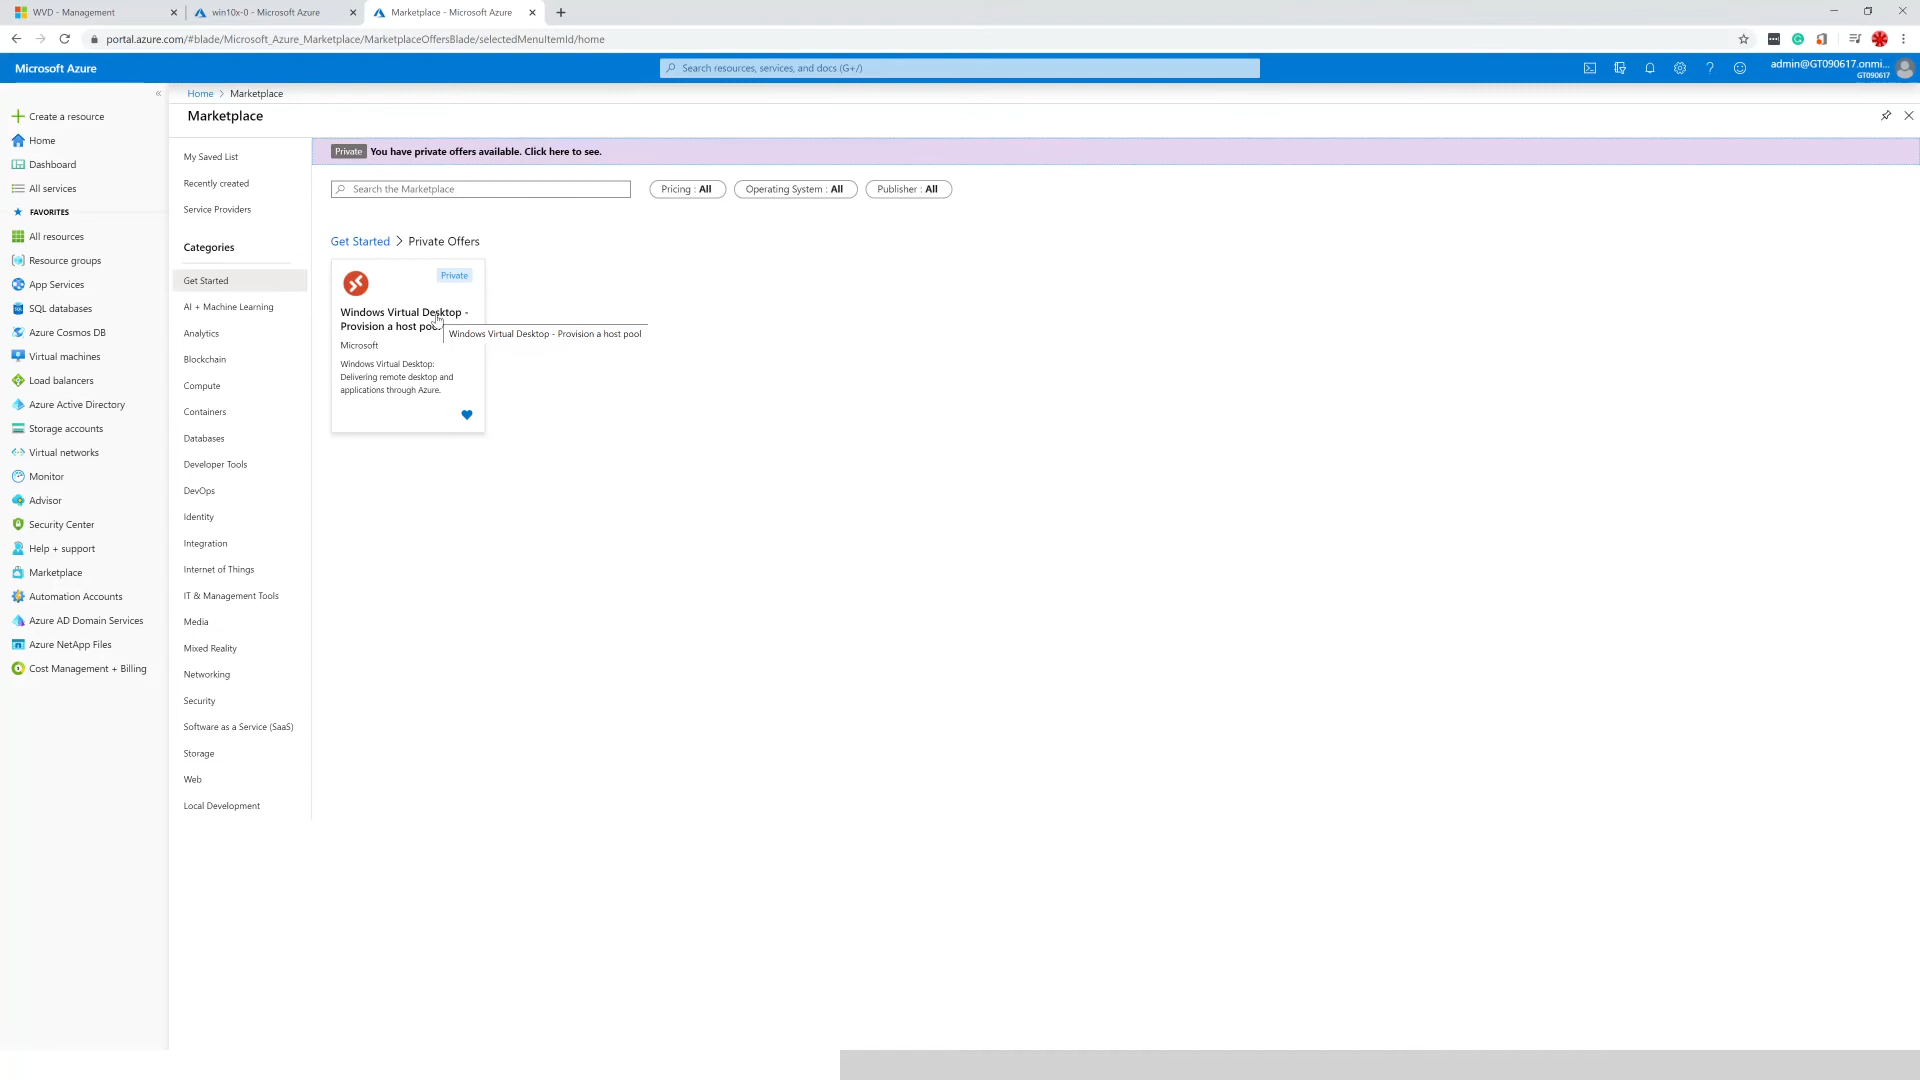 WVD - Management
win10x-0 - Microsoft Azure
Marketplace - Microsoft Azure
portal.azure.com/#blade/Microsoft_Azure_Marketplace/MarketplaceOffersBlade/selectedMenuItemId/home
Microsoft Azure
Search resources, services, and docs (G+/)
admin@GT090617.onmi...
GT090617
Create a resource
Home
Dashboard
All services
FAVORITES
All resources
Resource groups
App Services
SQL databases
Azure Cosmos DB
Virtual machines
Load balancers
Azure Active Directory
Storage accounts
Virtual networks
Monitor
Advisor
Security Center
Help + support
Marketplace
Automation Accounts
Azure AD Domain Services
Azure NetApp Files
Cost Management + Billing
Home > Marketplace
Marketplace
My Saved List
Recently created
Service Providers
Categories
Get Started
AI + Machine Learning
Analytics
Blockchain
Compute
Containers
Databases
Developer Tools
DevOps
Identity
Integration
Internet of Things
IT & Management Tools
Media
Mixed Reality
Networking
Security
Software as a Service (SaaS)
Storage
Web
Local Development
Private You have private offers available. Click here to see.
Search the Marketplace
Pricing : All
Operating System : All
Publisher : All
Get Started > Private Offers
Private
Windows Virtual Desktop -
Provision a host
Windows Virtual Desktop - Provision a host pool
Microsoft
Windows Virtual Desktop:
Delivering remote desktop and
applications through Azure.